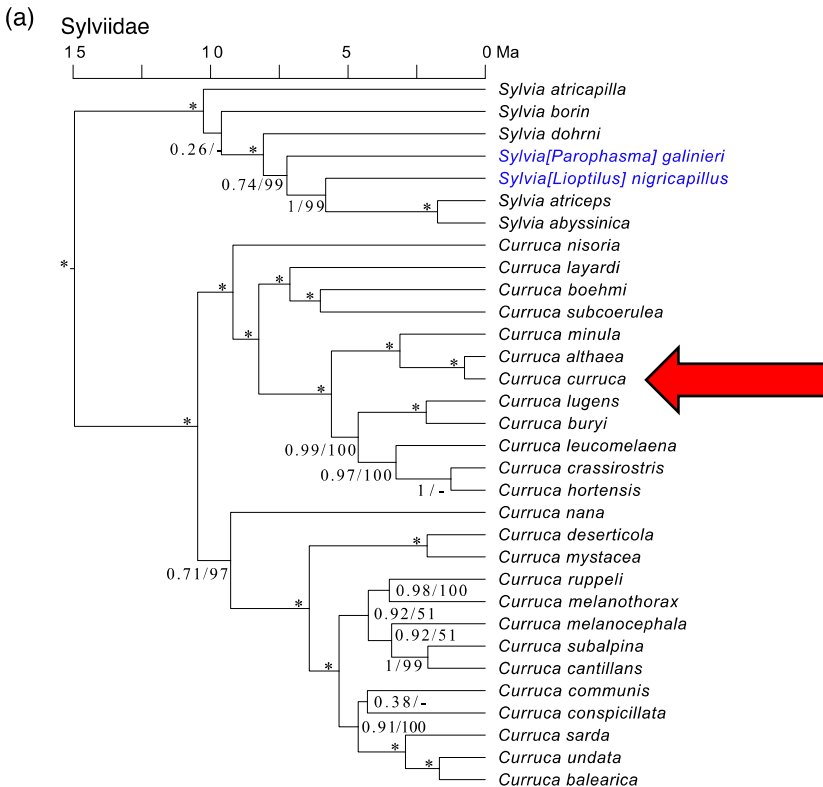 (a) Sylviidae
15 10 5 0 Ma
Sylvia atricapilla
*
Sylvia borin
Sylvia dohrni
0.26/- *
Sylvia[Parophasma] galinieri
Sylvia[Lioptilus] nigricapillus
0.74/99
Sylvia atriceps
1/99 *
Sylvia abyssinica
Curruca nisoria
*
Curruca layardi
*
Curruca boehmi
* *
Curruca subcoerulea
*
Curruca minula
*
Curruca althaea
*
Curruca curruca
*
Curruca lugens
*
Curruca buryi
*
Curruca leucomelaena
0.99/100
Curruca crassirostris
0.97/100
Curruca hortensis
1/-
Curruca nana
Curruca deserticola
*
Curruca mystacea
0.71/97
Curruca ruppeli
0.98/100
Curruca melanothorax
*
0.92/51
Curruca melanocephala
0.92/51
Curruca subalpina
Curruca cantillans
* 1/99
Curruca communis
0.38/-
Curruca conspicillata
0.91/100
Curruca sarda
*
Curruca undata
*
Curruca balearica